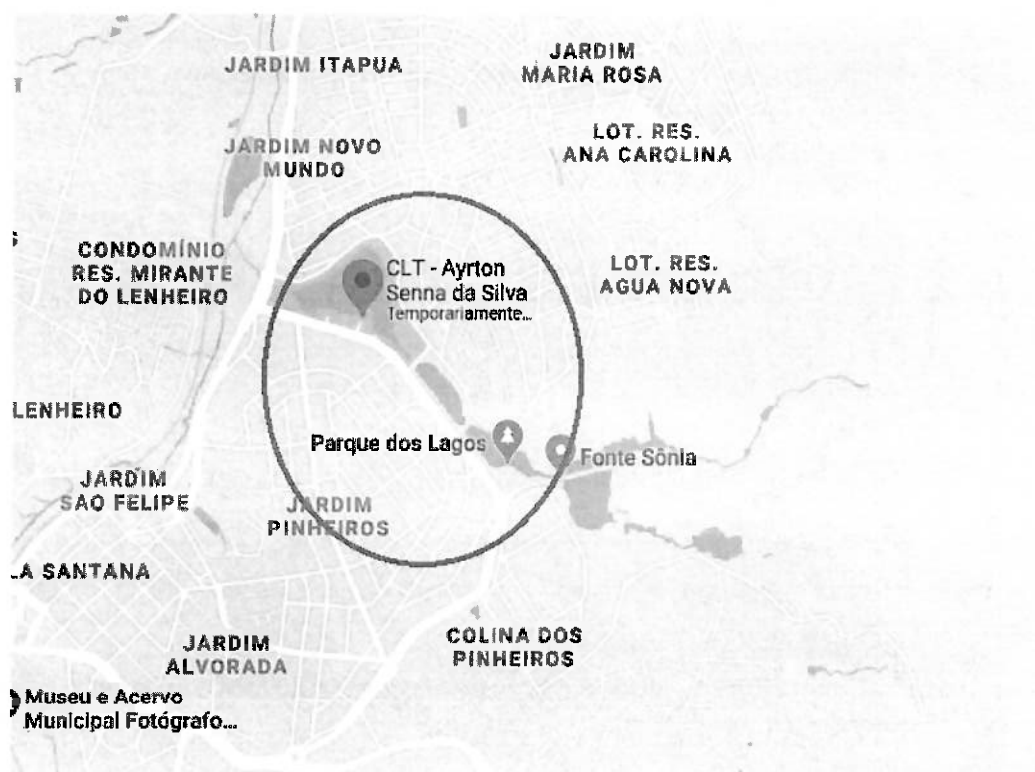 JARDIM ITAPUA
JARDIM
MARIA ROSA
LOT. RES.
ANA CAROLINA
JARDIM NOVO
MUNDO
CONDOMÍNIO
RES. MIRANTE
DO LENHEIRO
CLT - Ayrton
Senna da Silva
Temporariamente...
LOT. RES.
AGUA NOVA
LENHEIRO
Parque dos Lagos
Fonte Sônia
JARDIM
SAO FELIPE
JARDIM
PINHEIROS
LA SANTANA
JARDIM
ALVORADA
COLINA DOS
PINHEIROS
Museu e Acervo
Municipal Fotógrafo...